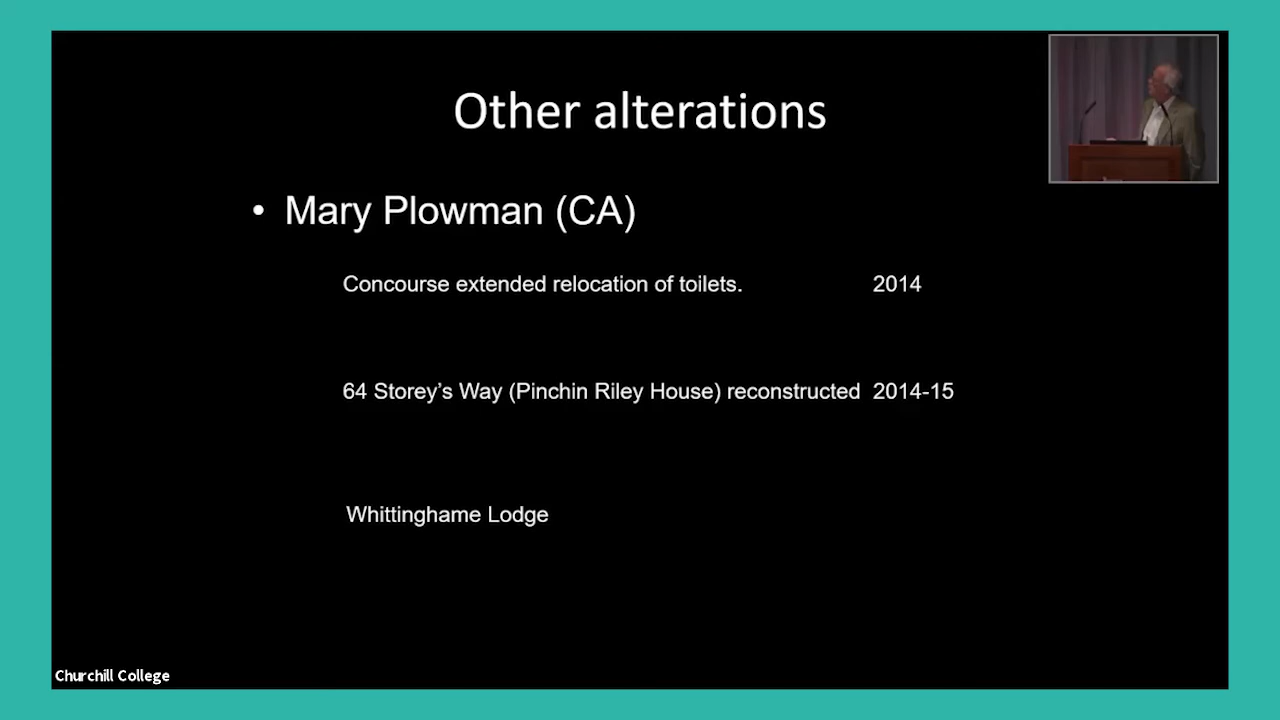 Other alterations
• Mary Plowman (CA)
Concourse extended relocation of toilets. 2014
64 Storey’s Way (Pinchin Riley House) reconstructed 2014-15
Whittinghame Lodge
Churchill College